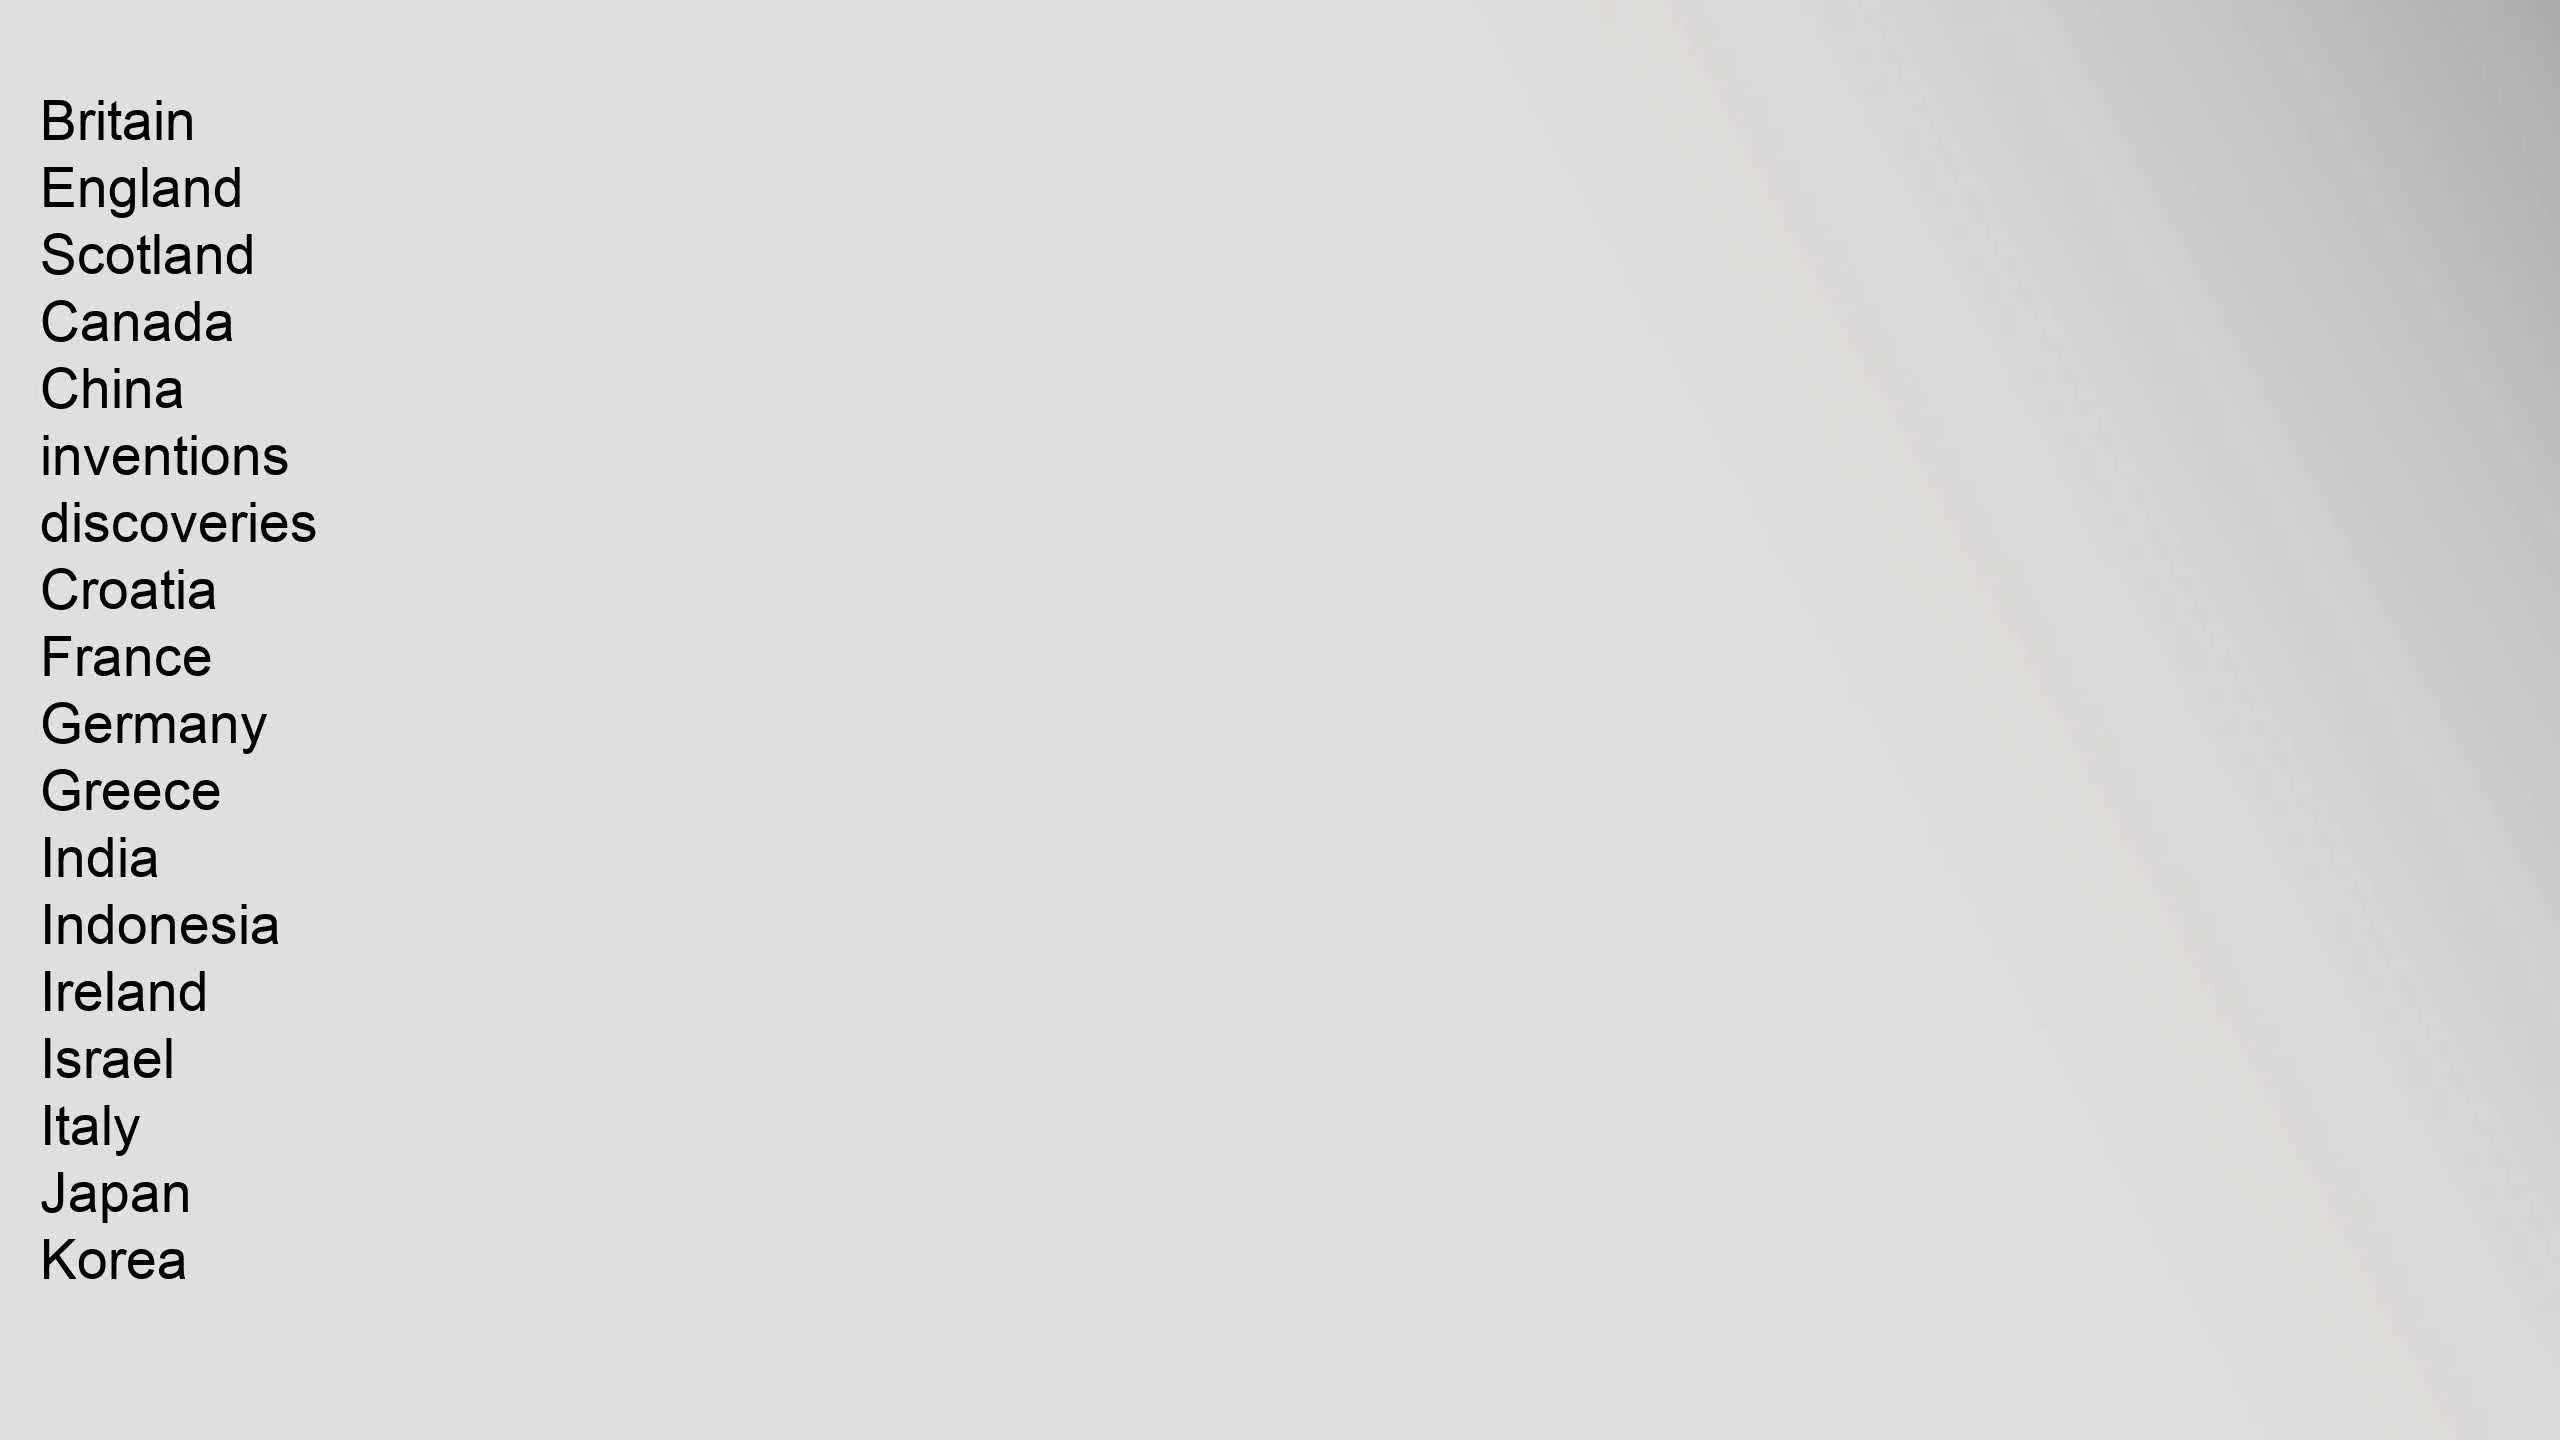 Britain
England
Scotland
Canada
China
inventions
discoveries
Croatia
France
Germany
Greece
India
Indonesia
Ireland
Israel
Italy
Japan
Korea